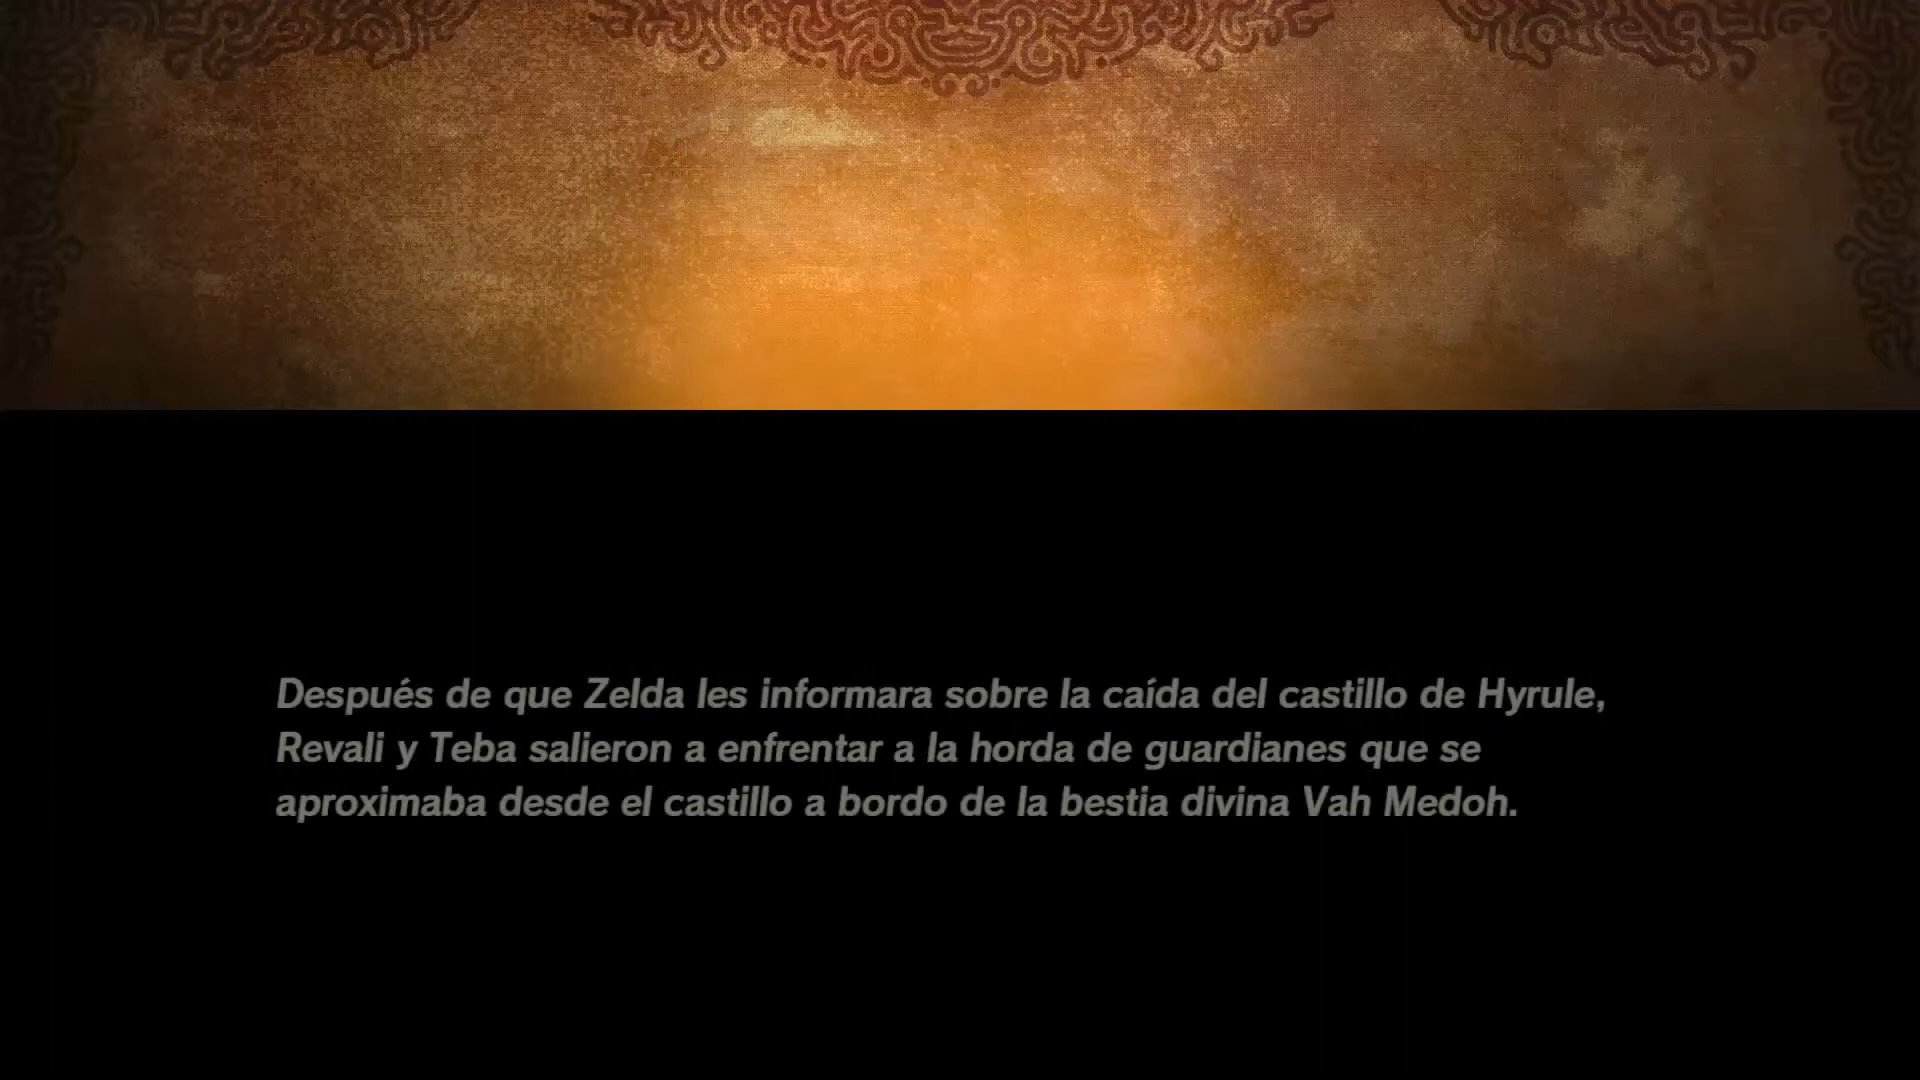 Después de que Zelda les informara sobre la caída del castillo de Hyrule,
Revali y Teba salieron a enfrentar a la horda de guardianes que se
aproximaba desde el castillo a bordo de la bestia divina Vah Medoh.